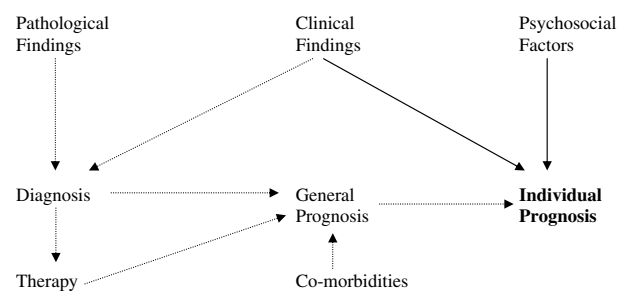 Pathological
Findings
Clinical
Findings
Psychosocial
Factors
Diagnosis
General
Prognosis
Individual
Prognosis
Therapy
Co-morbidities